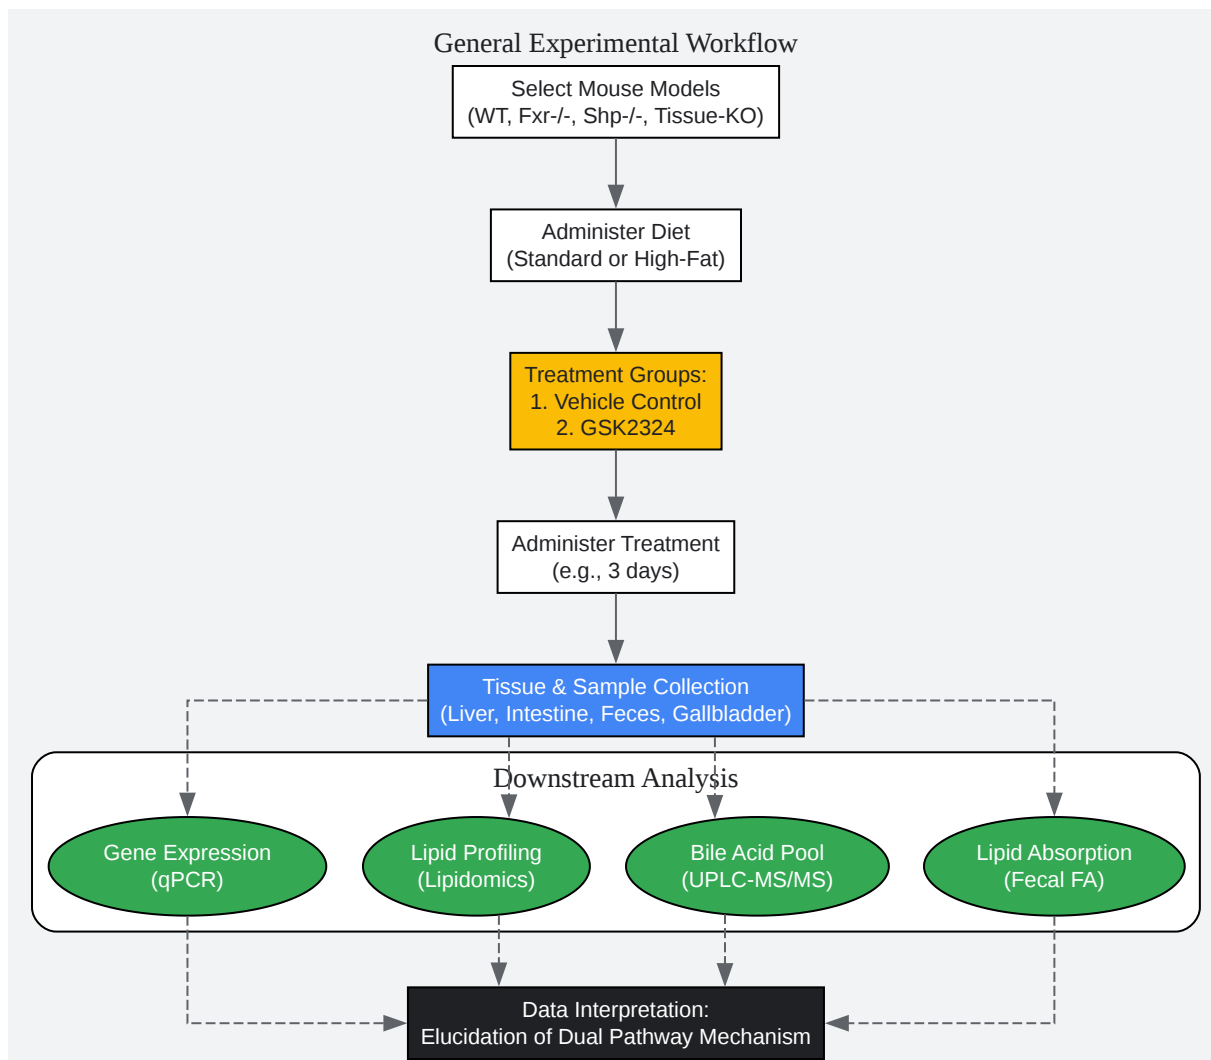 General Experimental Workflow
Select Mouse Models
(WT, Fxr-/-, Shp-/-, Tissue-KO)
Administer Diet
(Standard or High-Fat)
Treatment Groups:
1. Vehicle Control
2. GSK2324
Administer Treatment
(e.g., 3 days)
Tissue & Sample Collection
(Liver, Intestine, Feces, Gallbladder)
Downstream Analysis
Gene Expression
(qPCR)
Lipid Profiling
(Lipidomics)
Bile Acid Pool
(UPLC-MS/MS)
Lipid Absorption
(Fecal FA)
Data Interpretation:
Elucidation of Dual Pathway Mechanism